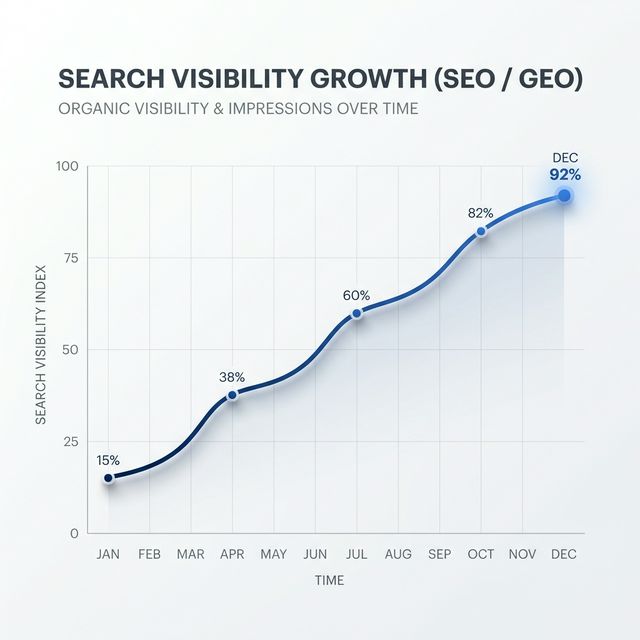 SEARCH VISIBILITY GROWTH (SEO / GEO)
ORGANIC VISIBILITY & IMPRESSIONS OVER TIME
DEC
92%
100
82%
75
60%
50
38%
25
15%
0
SEARCH VISIBILITY INDEX
JAN FEB MAR APR MAY JUN JUL AUG SEP OCT NOV DEC
TIME